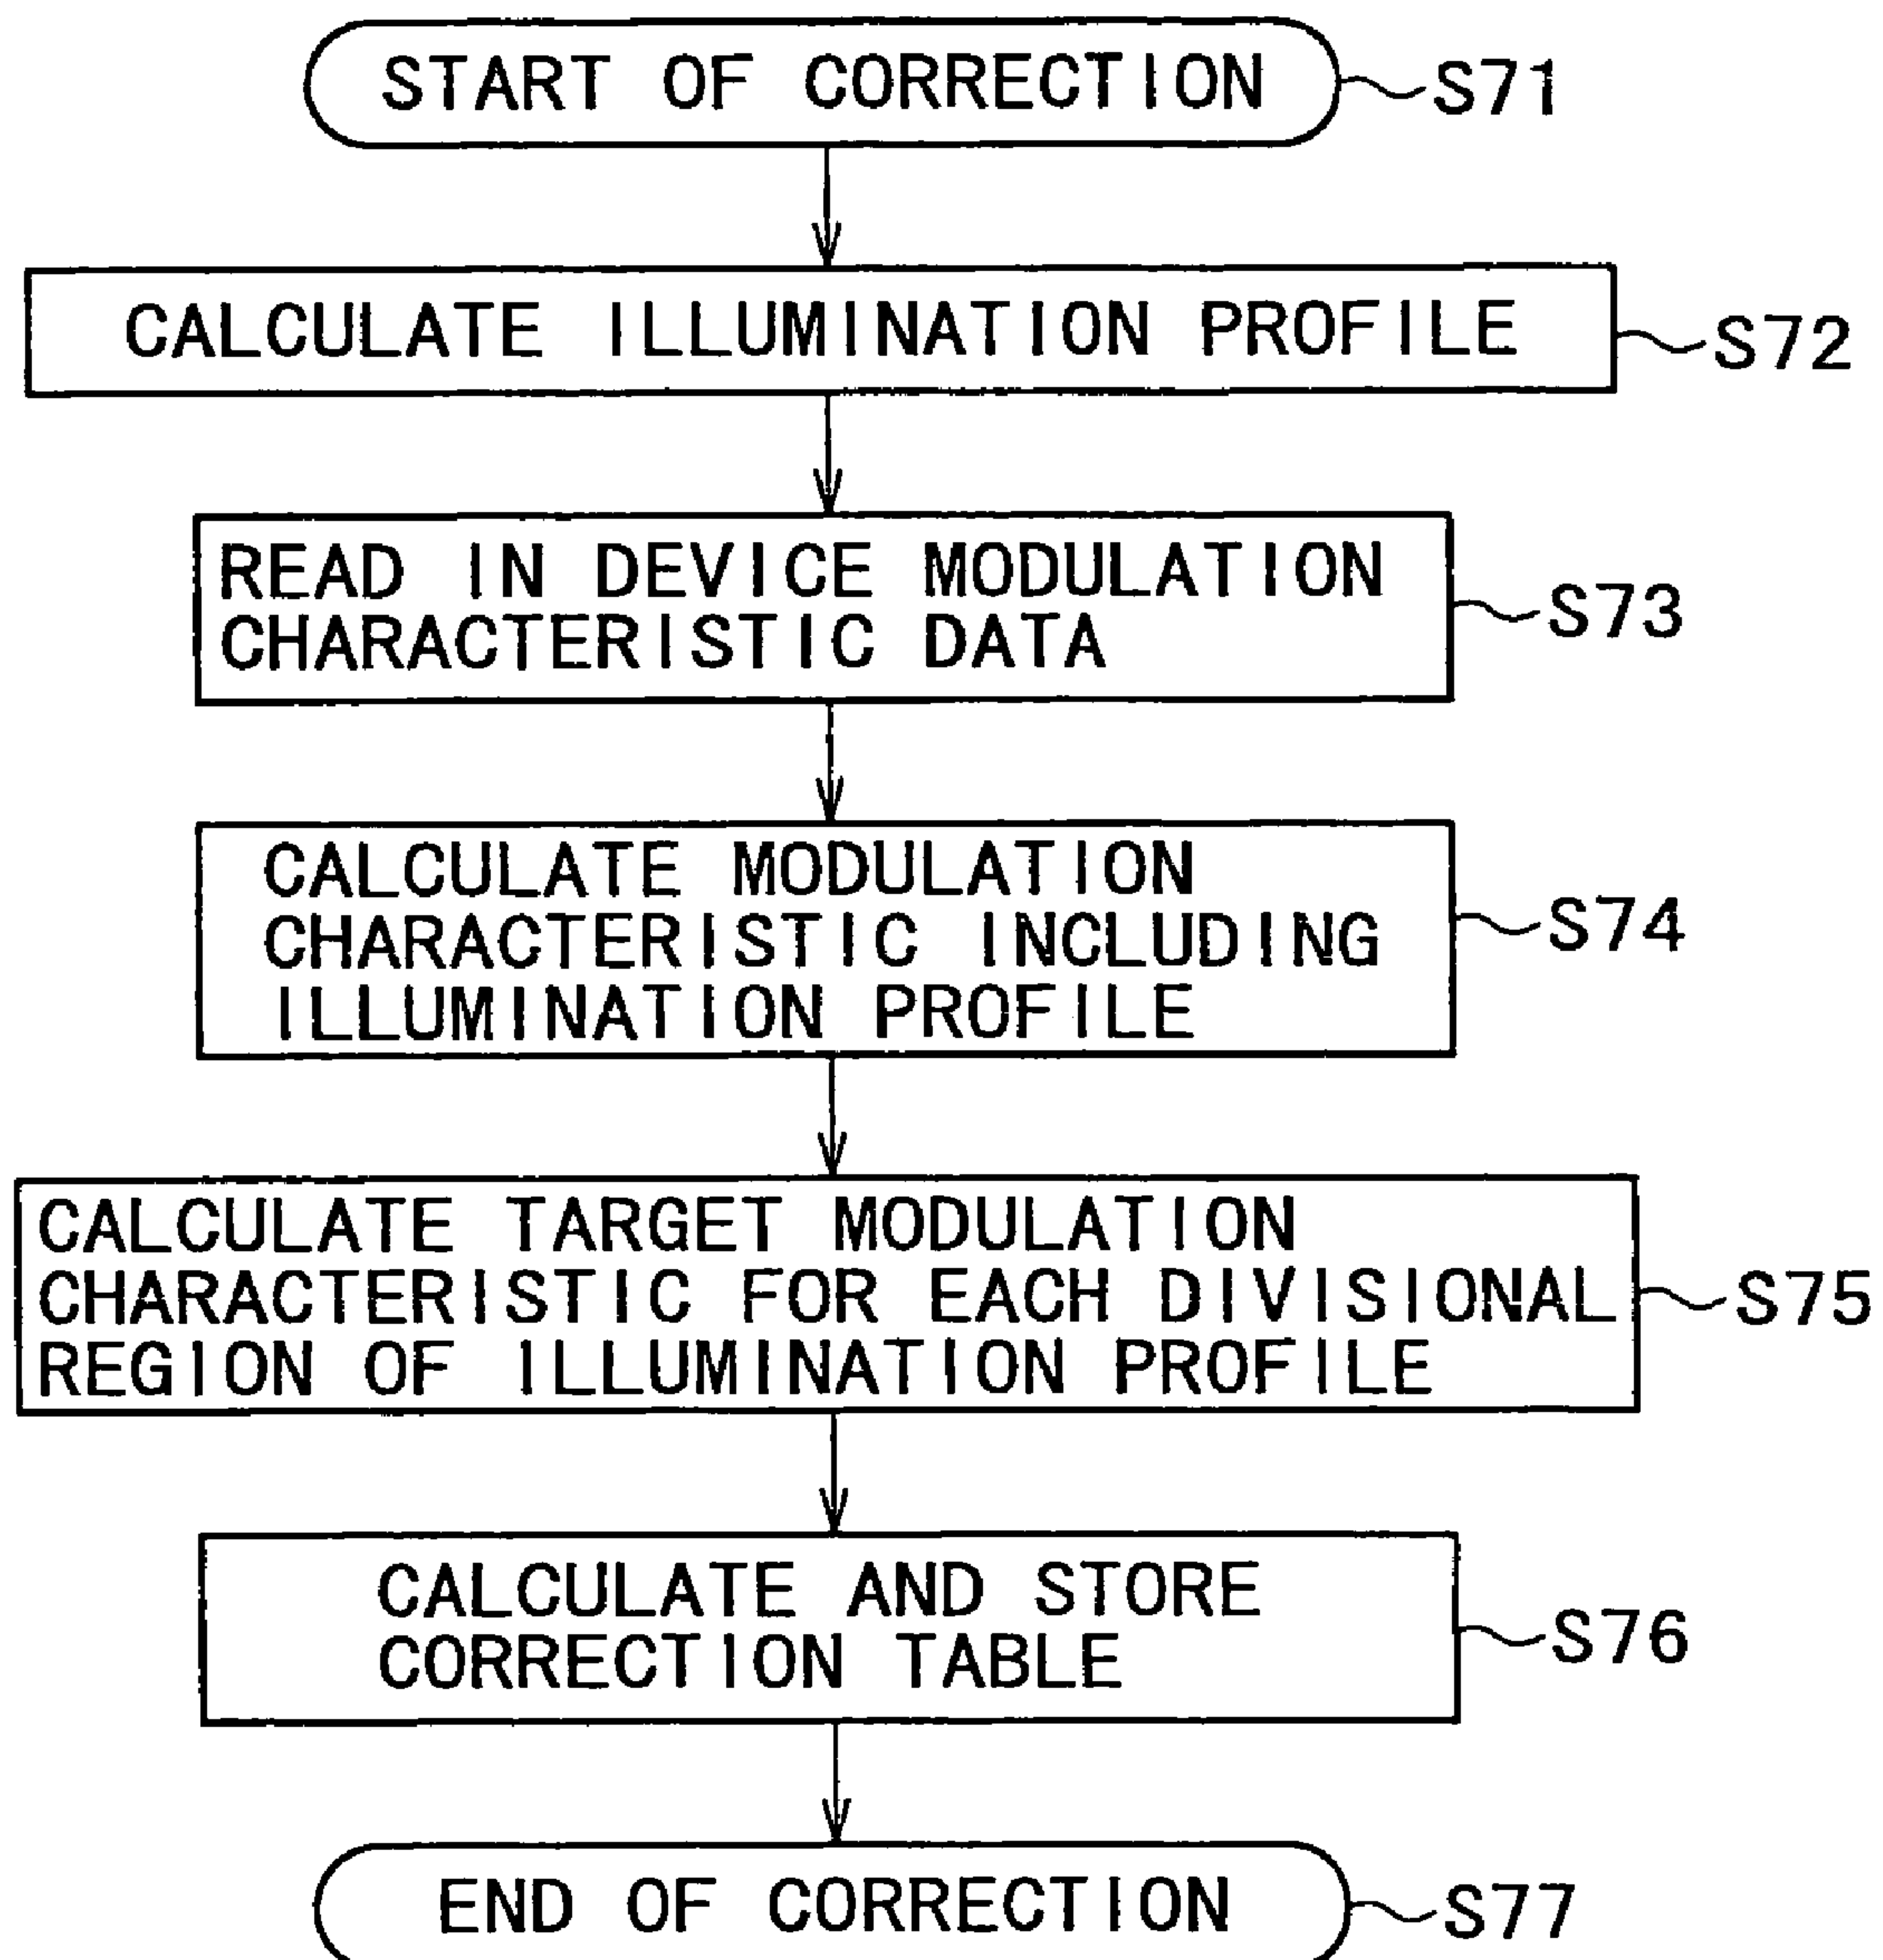 START OF CORRECTION
S71
CALCULATE ILLUMINATION PROFILE
S72
READ IN DEVICE MODULATION
CHARACTERISTIC DATA
S73
CALCULATE MODULATION
CHARACTERISTIC INCLUDING
ILLUMINATION PROFILE
S74
CALCULATE TARGET MODULATION
CHARACTERISTIC FOR EACH DIVISIONAL
REGION OF ILLUMINATION PROFILE
S75
CALCULATE AND STORE
CORRECTION TABLE
S76
END OF CORRECTION
S77